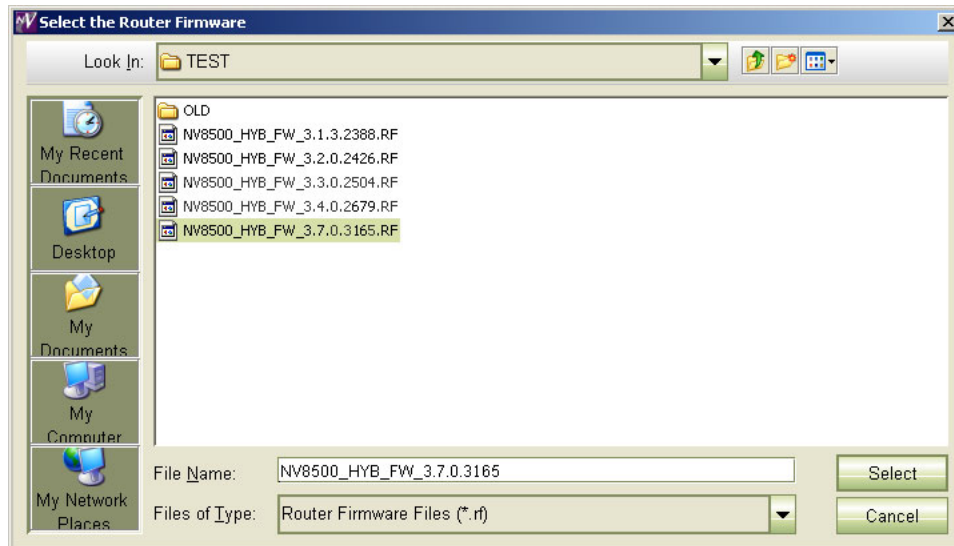 Select the Router Firmware
Look In: TEST
OLD
NV8500_HYB_FW_3.1.3.2388.RF
NV8500_HYB_FW_3.2.0.2426.RF
NV8500_HYB_FW_3.3.0.2504.RF
NV8500_HYB_FW_3.4.0.2679.RF
NV8500_HYB_FW_3.7.0.3165.RF
My Recent
Documents
Desktop
My
Documents
My
Computer
My Network
Places
File Name: NV8500_HYB_FW_3.7.0.3165
Select
Files of Type: Router Firmware Files (*.rf)
Cancel